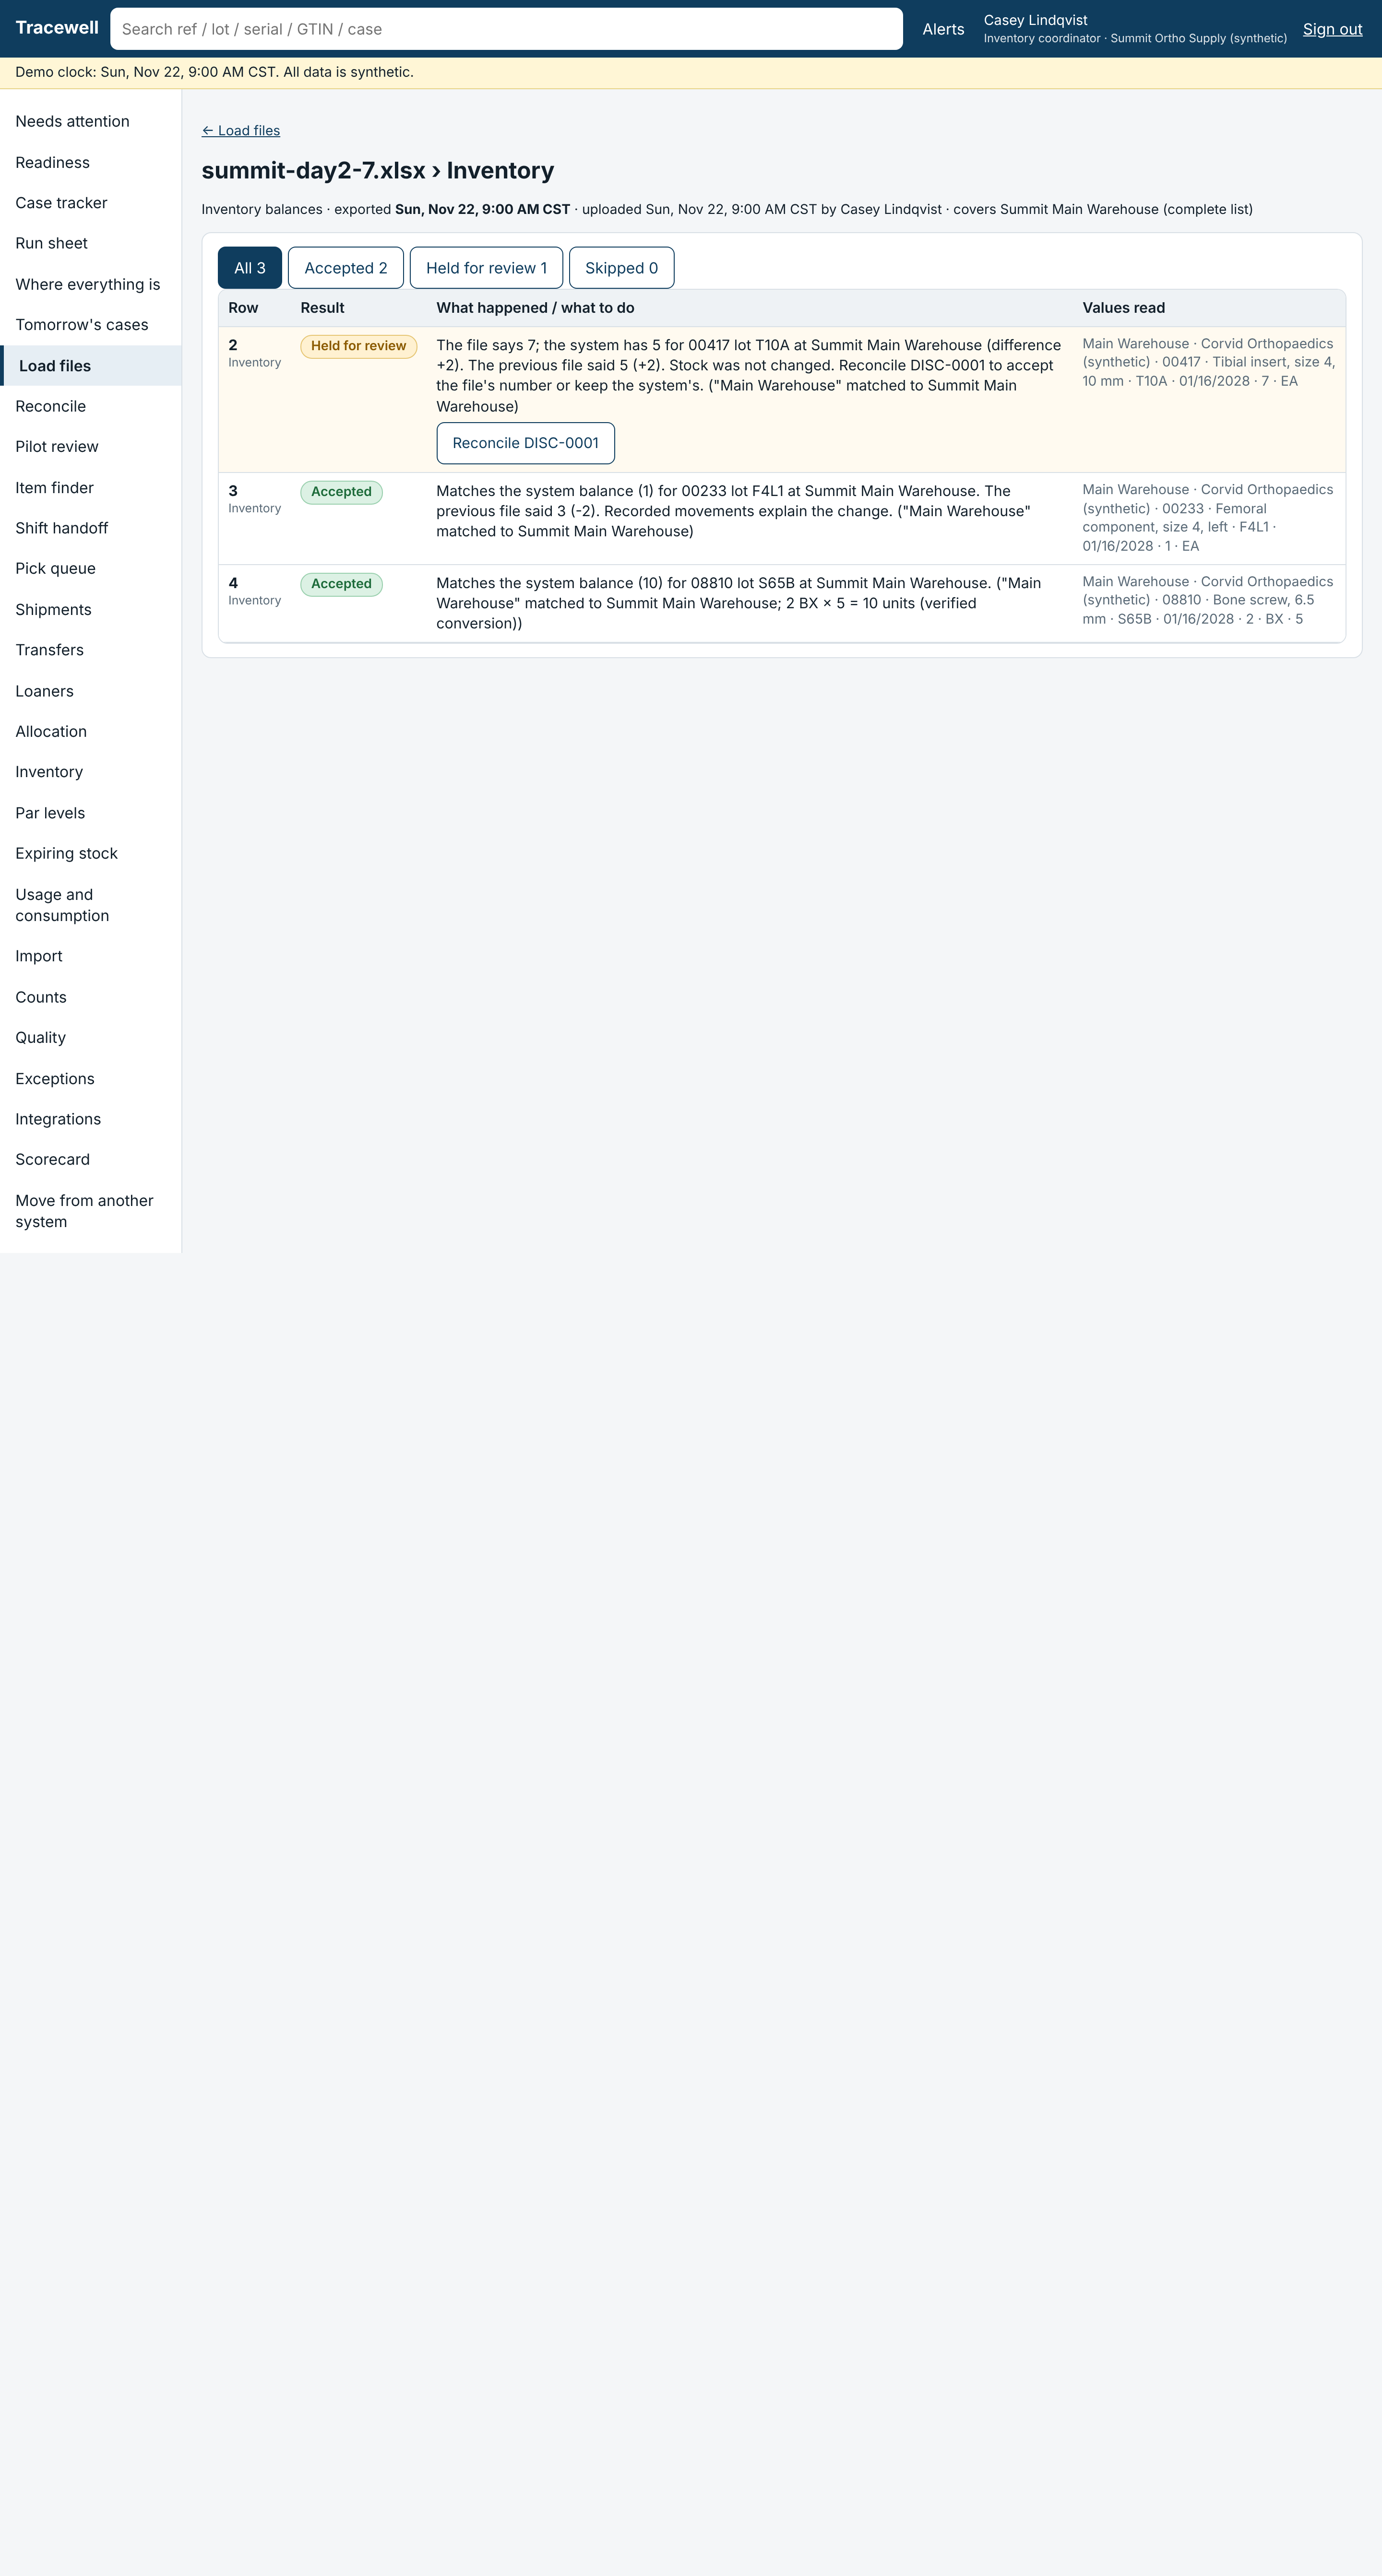 Tracewell
Search ref / lot / serial / GTIN / case
Alerts
Casey Lindqvist
Inventory coordinator · Summit Ortho Supply (synthetic)
Sign out
Demo clock: Sun, Nov 22, 9:00 AM CST. All data is synthetic.
Needs attention
Readiness
Case tracker
Run sheet
Where everything is
Tomorrow's cases
Load files
Reconcile
Pilot review
Item finder
Shift handoff
Pick queue
Shipments
Transfers
Loaners
Allocation
Inventory
Par levels
Expiring stock
Usage and
consumption
Import
Counts
Quality
Exceptions
Integrations
Scorecard
Move from another
system
← Load files
summit-day2-7.xlsx › Inventory
Inventory balances · exported Sun, Nov 22, 9:00 AM CST · uploaded Sun, Nov 22, 9:00 AM CST by Casey Lindqvist · covers Summit Main Warehouse (complete list)
All 3
Accepted 2
Held for review 1
Skipped 0
Row
Result
What happened / what to do
Values read
2
Inventory
Held for review
The file says 7; the system has 5 for 00417 lot T10A at Summit Main Warehouse (difference
+2). The previous file said 5 (+2). Stock was not changed. Reconcile DISC-0001 to accept
the file's number or keep the system's. ("Main Warehouse" matched to Summit Main
Warehouse)
Reconcile DISC-0001
Main Warehouse · Corvid Orthopaedics
(synthetic) · 00417 · Tibial insert, size 4,
10 mm · T10A · 01/16/2028 · 7 · EA
3
Inventory
Accepted
Matches the system balance (1) for 00233 lot F4L1 at Summit Main Warehouse. The
previous file said 3 (-2). Recorded movements explain the change. ("Main Warehouse"
matched to Summit Main Warehouse)
Main Warehouse · Corvid Orthopaedics
(synthetic) · 00233 · Femoral
component, size 4, left · F4L1 ·
01/16/2028 · 1 · EA
4
Inventory
Accepted
Matches the system balance (10) for 08810 lot S65B at Summit Main Warehouse. ("Main
Warehouse" matched to Summit Main Warehouse; 2 BX × 5 = 10 units (verified
conversion))
Main Warehouse · Corvid Orthopaedics
(synthetic) · 08810 · Bone screw, 6.5
mm · S65B · 01/16/2028 · 2 · BX · 5